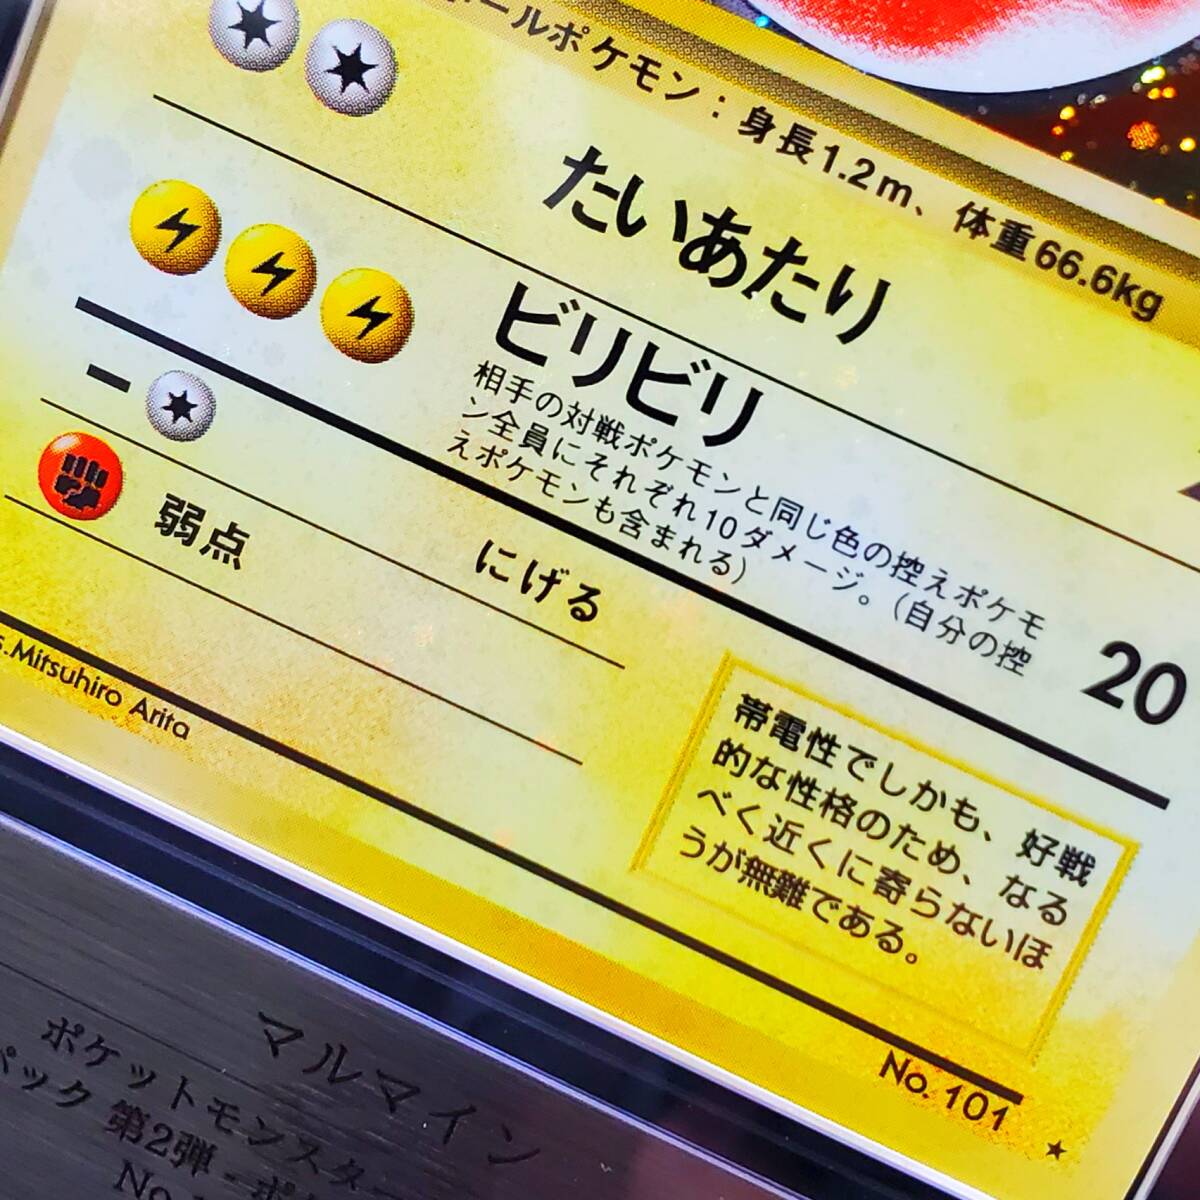 ールポケモン：身長1.2m、体重66.6kg
たいあたり
ビリビリ
相手の対戦ポケモンと同じ色の控えポケモ
ン全員にそれぞれ10ダメージ。（自分の控
えポケモンも含まれる）
20
弱点
にげる
帯電性でしかも、好戦
的な性格のため、なる
べく近くに寄らないほ
うが無難である。
Mitsuhiro Arita
No. 101
★
マルマイン
ポケットモンスター
パック 第2弾
No.